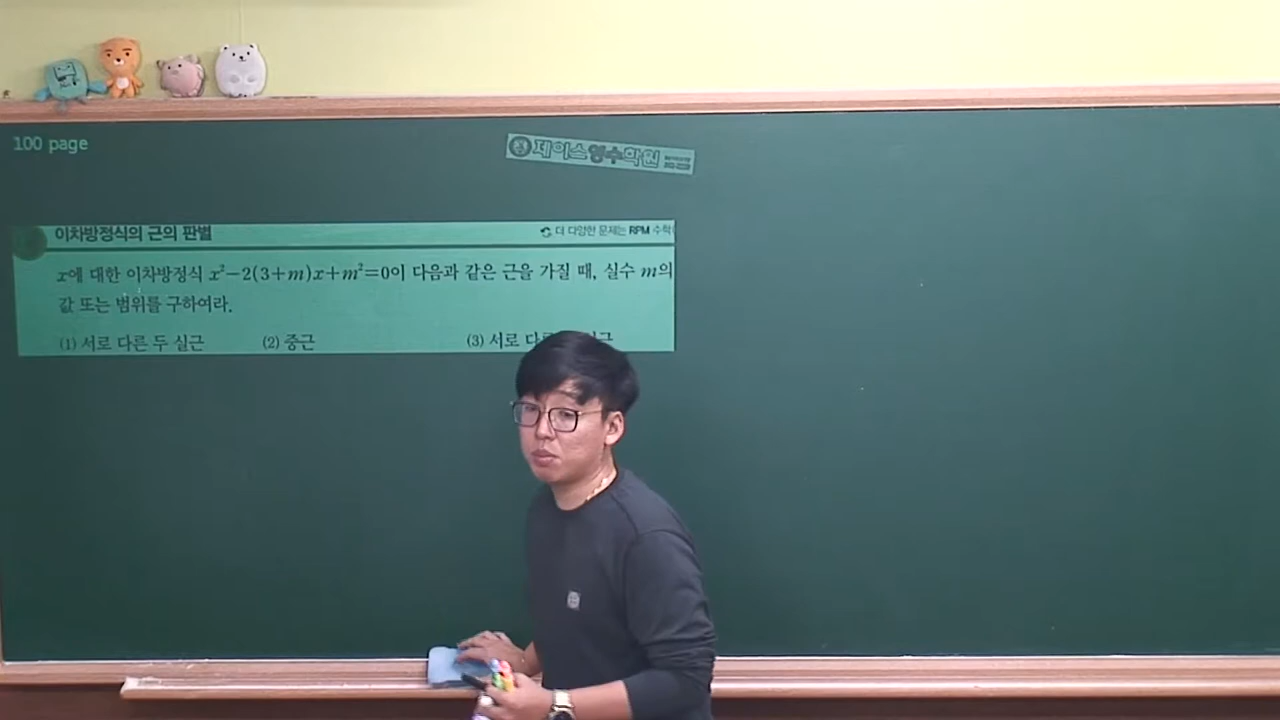 100 page
제이스영수학원
이차방정식의 근의 판별
더 다양한 문제는 RPM 수학
x에 대한 이차방정식 x²-2(3+m)x+m²=0이 다음과 같은 근을 가질 때, 실수 m의
값 또는 범위를 구하여라.
(1) 서로 다른 두 실근 (2) 중근 (3) 서로 다른